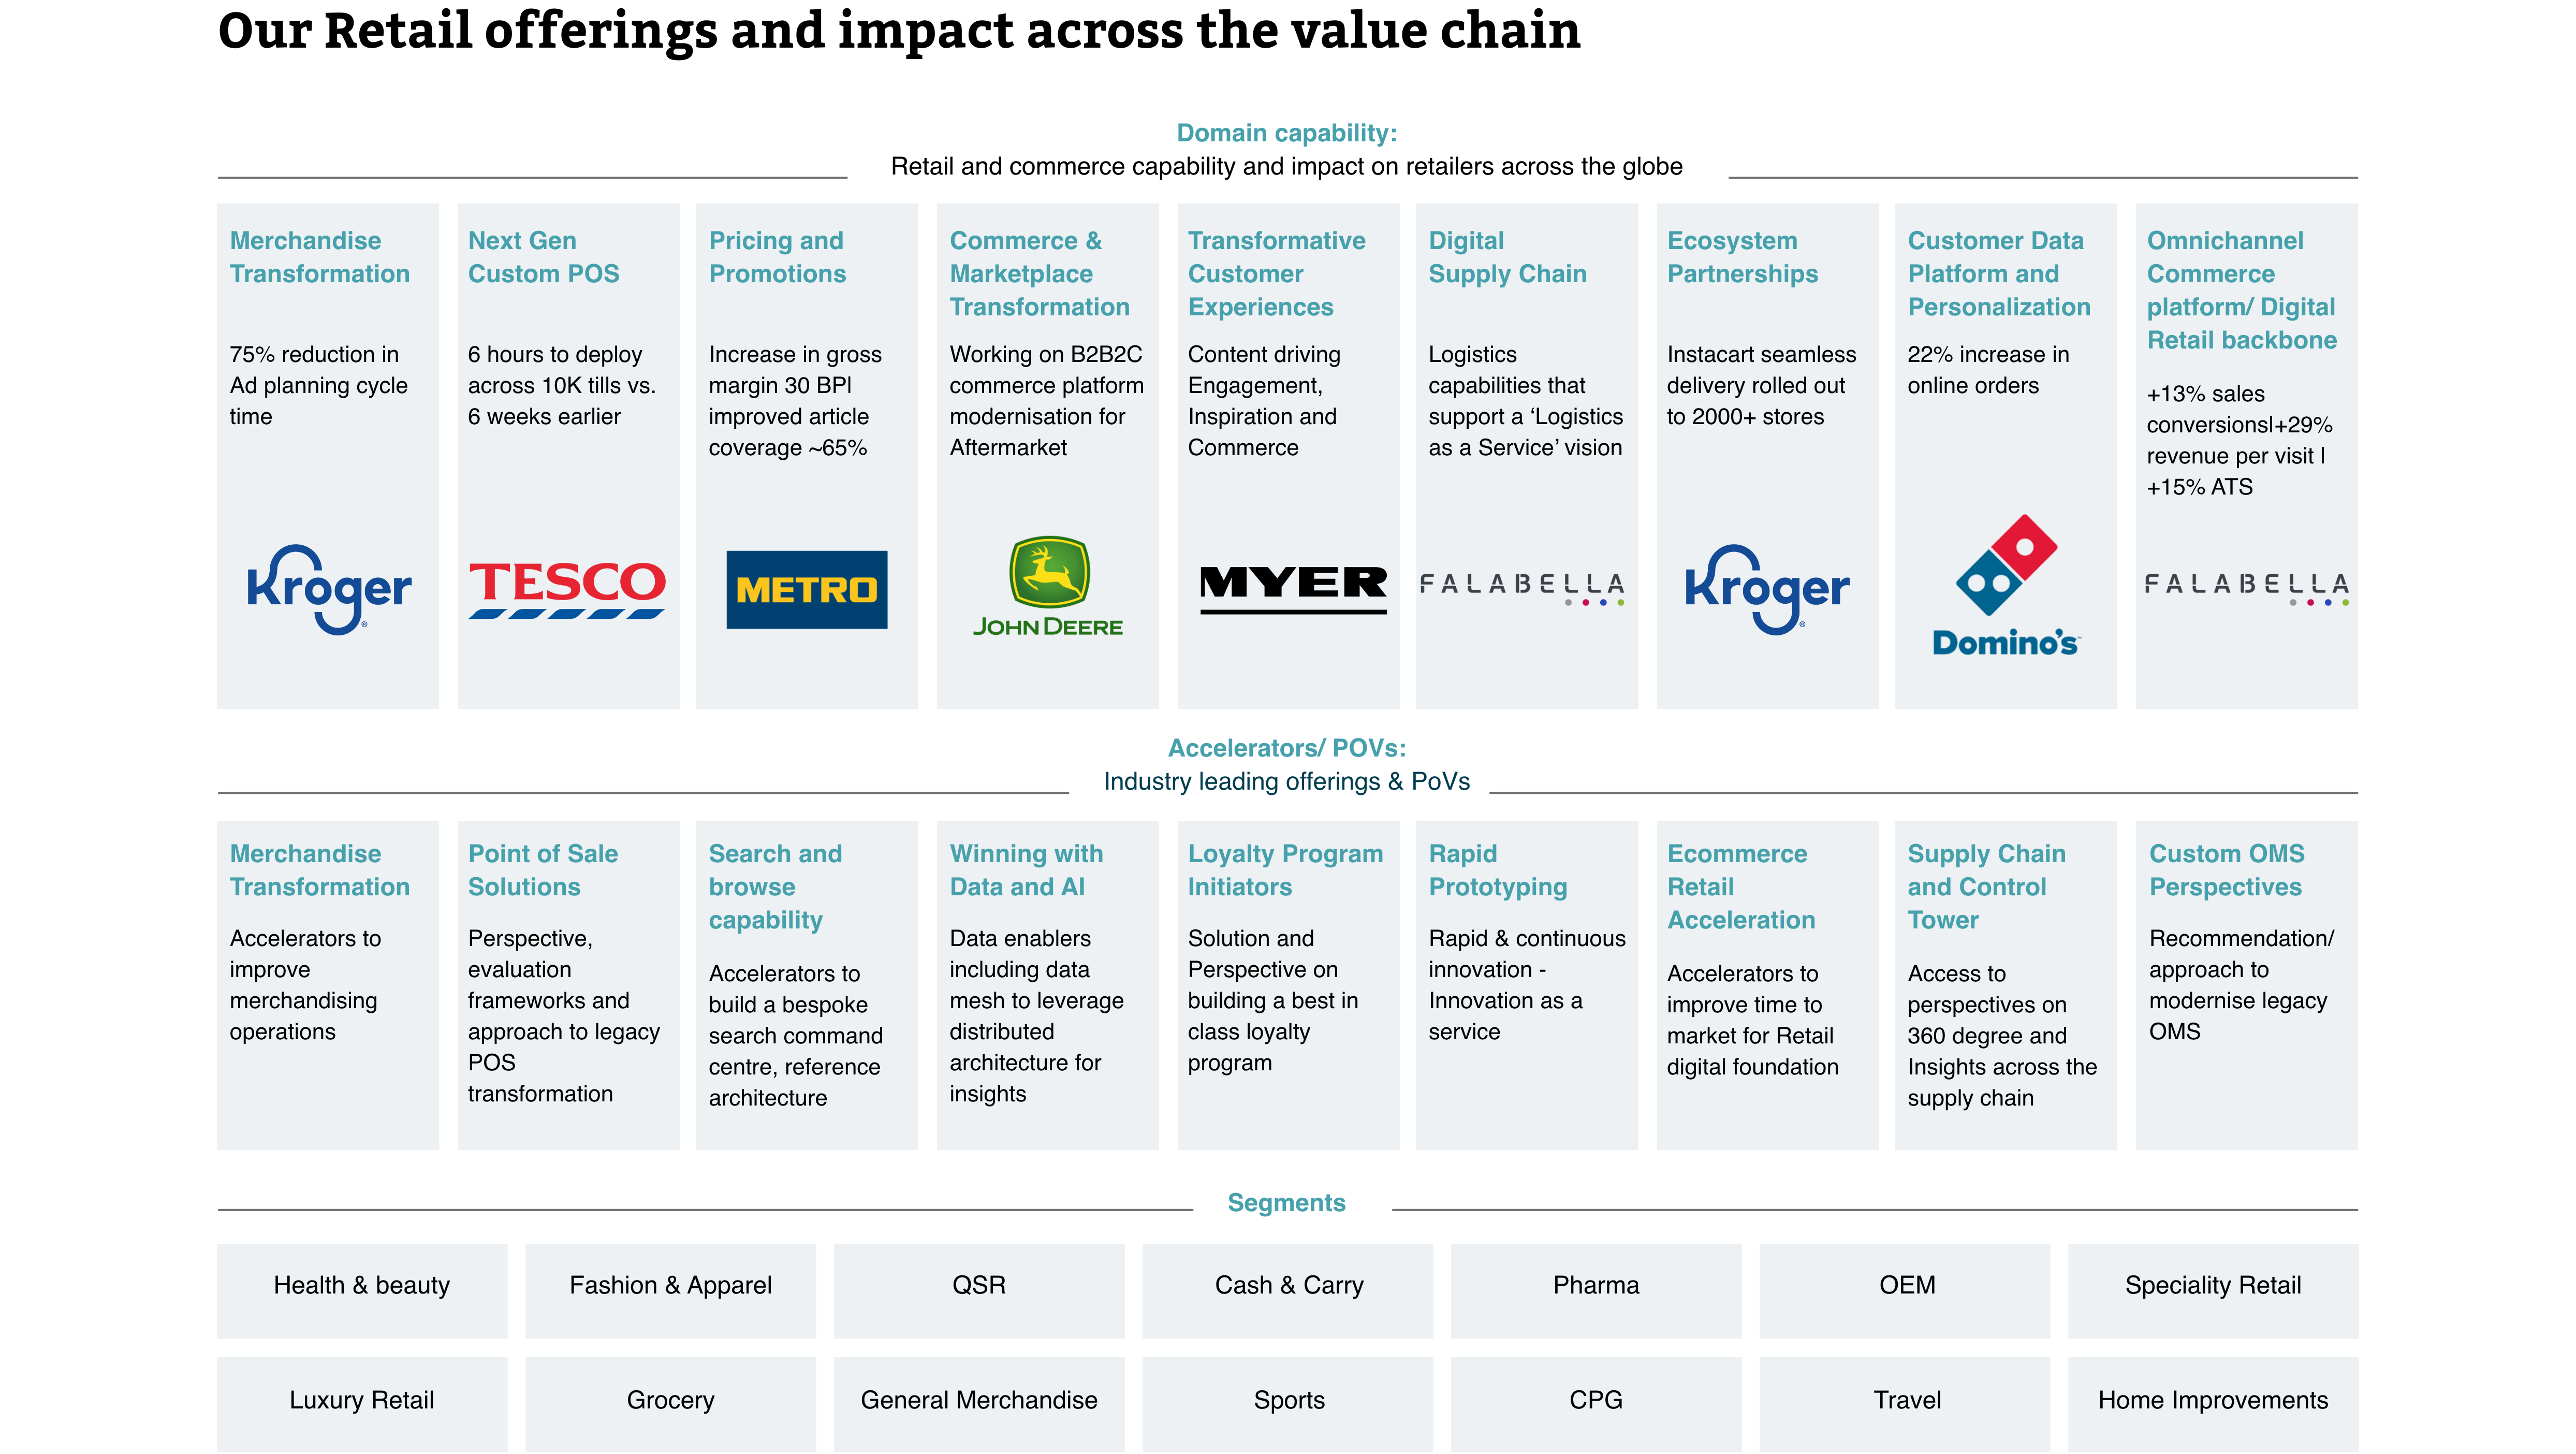 Our Retail offerings and impact across the value chain
Domain capability:
Retail and commerce capability and impact on retailers across the globe
Merchandise
Transformation
75% reduction in
Ad planning cycle
time
Kroger
®
Next Gen
Custom POS
6 hours to deploy
across 10K tills vs.
6 weeks earlier
TESCO
Pricing and
Promotions
Increase in gross
margin 30 BP|
improved article
coverage ~65%
METRO
Commerce &
Marketplace
Transformation
Working on B2B2C
commerce platform
modernisation for
Aftermarket
JOHN DEERE
Transformative
Customer
Experiences
Content driving
Engagement,
Inspiration and
Commerce
MYER
Digital
Supply Chain
Logistics
capabilities that
support a ‘Logistics
as a Service’ vision
FALABELLA
Ecosystem
Partnerships
Instacart seamless
delivery rolled out
to 2000+ stores
Kroger
®
Customer Data
Platform and
Personalization
22% increase in
online orders
Domino's
Omnichannel
Commerce
platform/ Digital
Retail backbone
+13% sales
conversions|+29%
revenue per visit |
+15% ATS
FALABELLA
Accelerators/ POVs:
Industry leading offerings & PoVs
Merchandise
Transformation
Accelerators to
improve
merchandising
operations
Point of Sale
Solutions
Perspective,
evaluation
frameworks and
approach to legacy
POS
transformation
Search and
browse
capability
Accelerators to
build a bespoke
search command
centre, reference
architecture
Winning with
Data and AI
Data enablers
including data
mesh to leverage
distributed
architecture for
insights
Loyalty Program
Initiators
Solution and
Perspective on
building a best in
class loyalty
program
Rapid
Prototyping
Rapid & continuous
innovation -
Innovation as a
service
Ecommerce
Retail
Acceleration
Accelerators to
improve time to
market for Retail
digital foundation
Supply Chain
and Control
Tower
Access to
perspectives on
360 degree and
Insights across the
supply chain
Custom OMS
Perspectives
Recommendation/
approach to
modernise legacy
OMS
Segments
Health & beauty
Fashion & Apparel
QSR
Cash & Carry
Pharma
OEM
Speciality Retail
Luxury Retail
Grocery
General Merchandise
Sports
CPG
Travel
Home Improvements